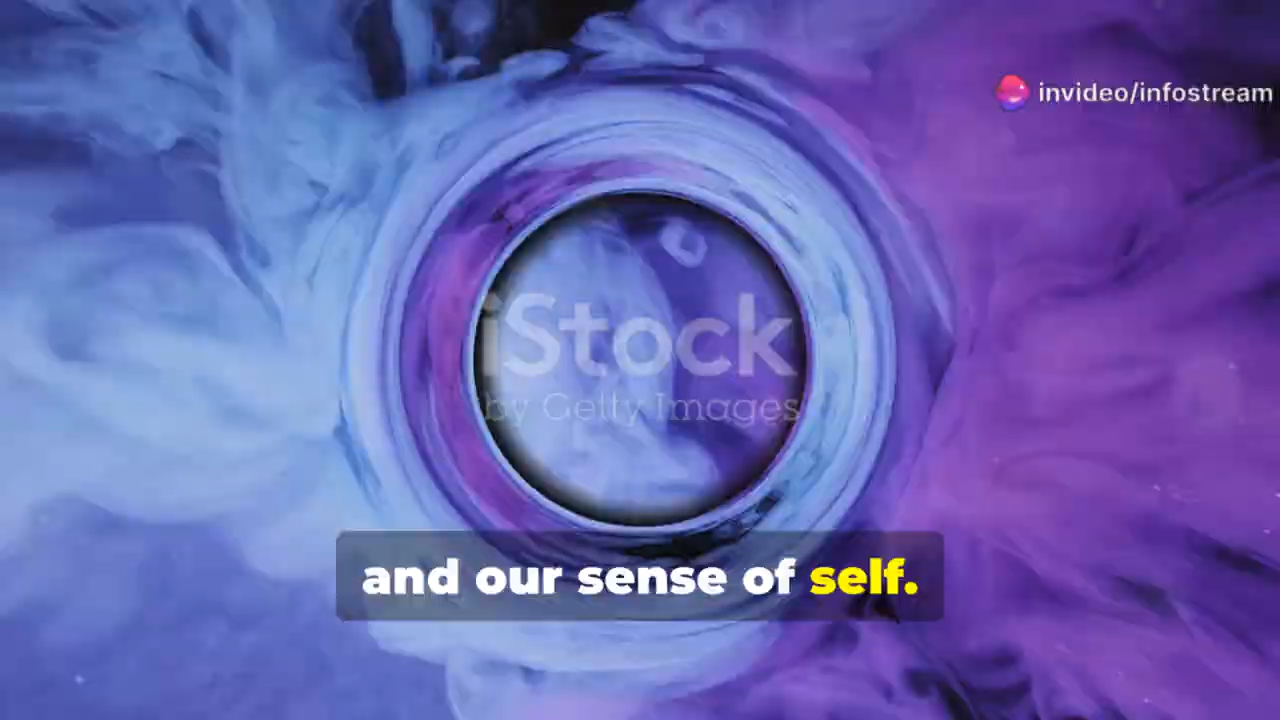 invideo/infostream
iStock
by Getty Images
and our sense of self.